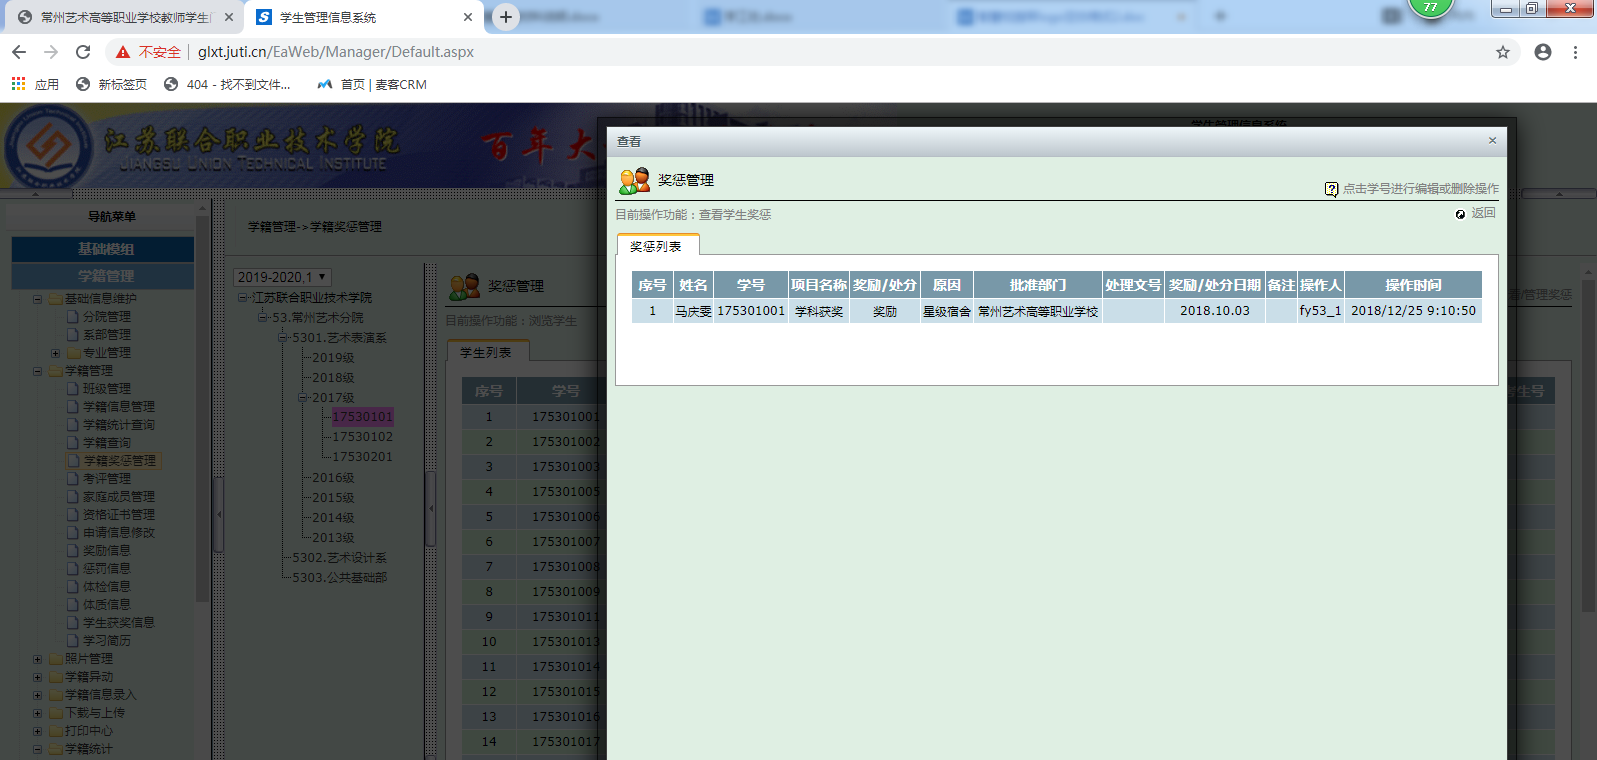 常州艺术高等职业学校教师学生
学生管理信息系统
77
不安全 | glxt.juti.cn/EaWeb/Manager/Default.aspx
应用 新标签页 404 - 找不到文件... 首页 | 麦客CRM
江苏联合职业技术学院
JIANGSU UNION TECHNICAL INSTITUTE
百年大
学生管理信息系统
导航菜单
基础模组
学籍管理
基础信息维护
分院管理
系部管理
专业管理
学籍管理
班级管理
学籍信息管理
学籍统计查询
学籍查询
学籍奖惩管理
考评管理
家庭成员管理
资格证书管理
申请信息修改
奖励信息
惩罚信息
体检信息
体质信息
学生获奖信息
学习简历
照片管理
学籍异动
学籍信息录入
下载与上传
打印中心
学籍统计
学籍管理->学籍奖惩管理
2019-2020,1
江苏联合职业技术学院
53.常州艺术分院
5301.艺术表演系
2019级
2018级
2017级
17530101
17530102
17530201
2016级
2015级
2014级
2013级
5302.艺术设计系
5303.公共基础部
奖惩管理
目前操作功能：浏览学生
/管理奖惩
学生列表
序号 学号 生号
1 175301001
2 175301002
3 175301003
4 175301005
5 175301006
6 175301007
7 175301008
8 175301009
9 175301011
10 175301013
11 175301014
12 175301015
13 175301016
14 175301017
查看
奖惩管理
点击学号进行编辑或删除操作
目前操作功能：查看学生奖惩
返回
奖惩列表
序号 姓名 学号 项目名称 奖励/处分 原因 批准部门 处理文号 奖励/处分日期 备注 操作人 操作时间
1 马庆雯 175301001 学科获奖 奖励 星级宿舍 常州艺术高等职业学校 2018.10.03 fy53_1 2018/12/25 9:10:50